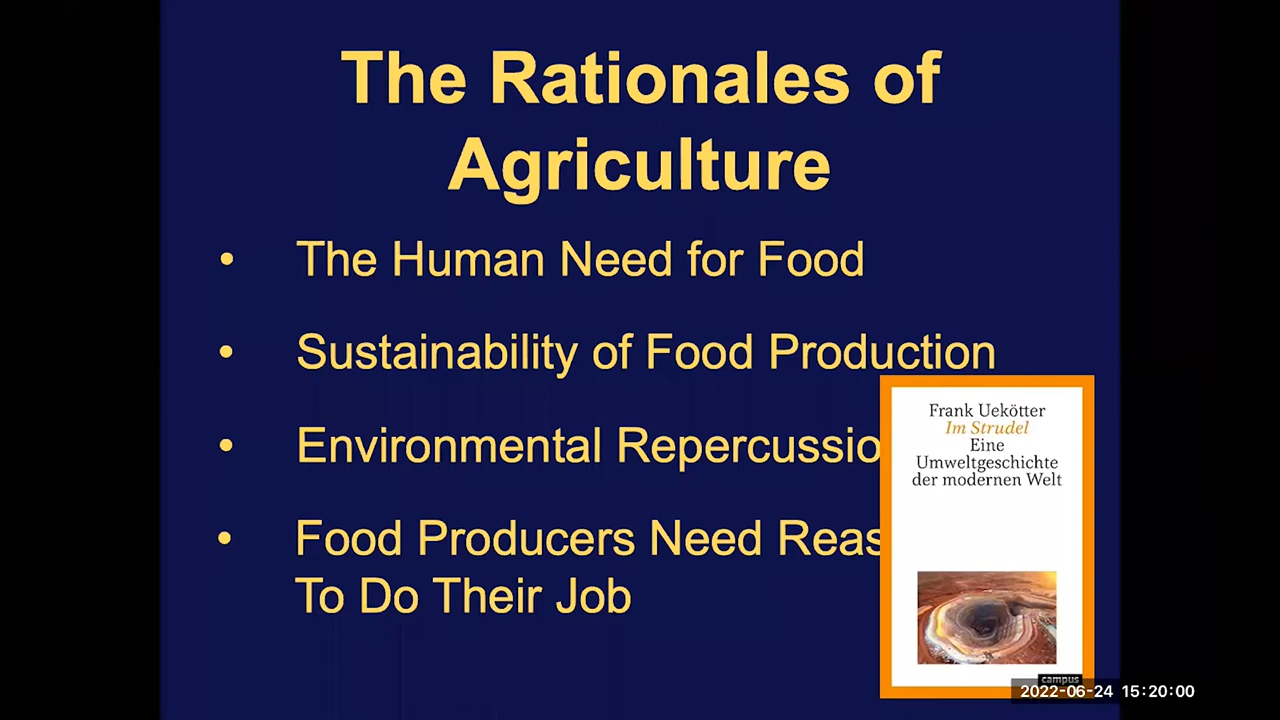 The Rationales of
Agriculture
• The Human Need for Food
• Sustainability of Food Production
• Environmental Repercussio
• Food Producers Need Reas
To Do Their Job
Frank Uekötter
Im Strudel
Eine
Umweltgeschichte
der modernen Welt
campus
2022-06-24 15:20:00